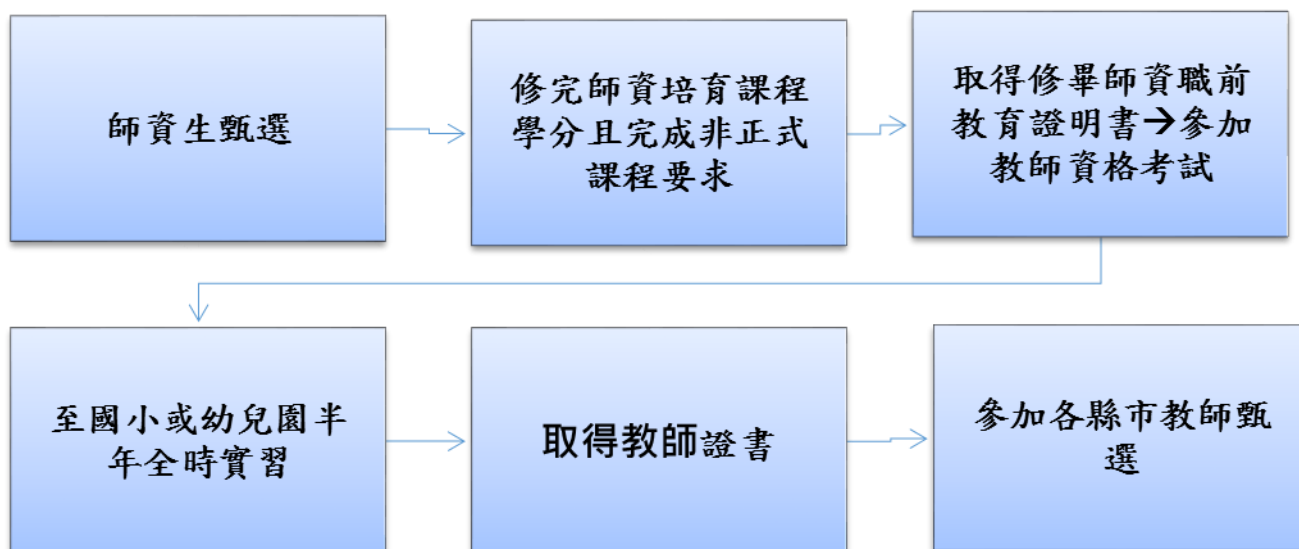 師資生甄選
修完師資培育課程
學分且完成非正式
課程要求
取得修畢師資職前
教育證明書→參加
教師資格考試
至國小或幼兒園半
年全時實習
取得教師證書
參加各縣市教師甄
選